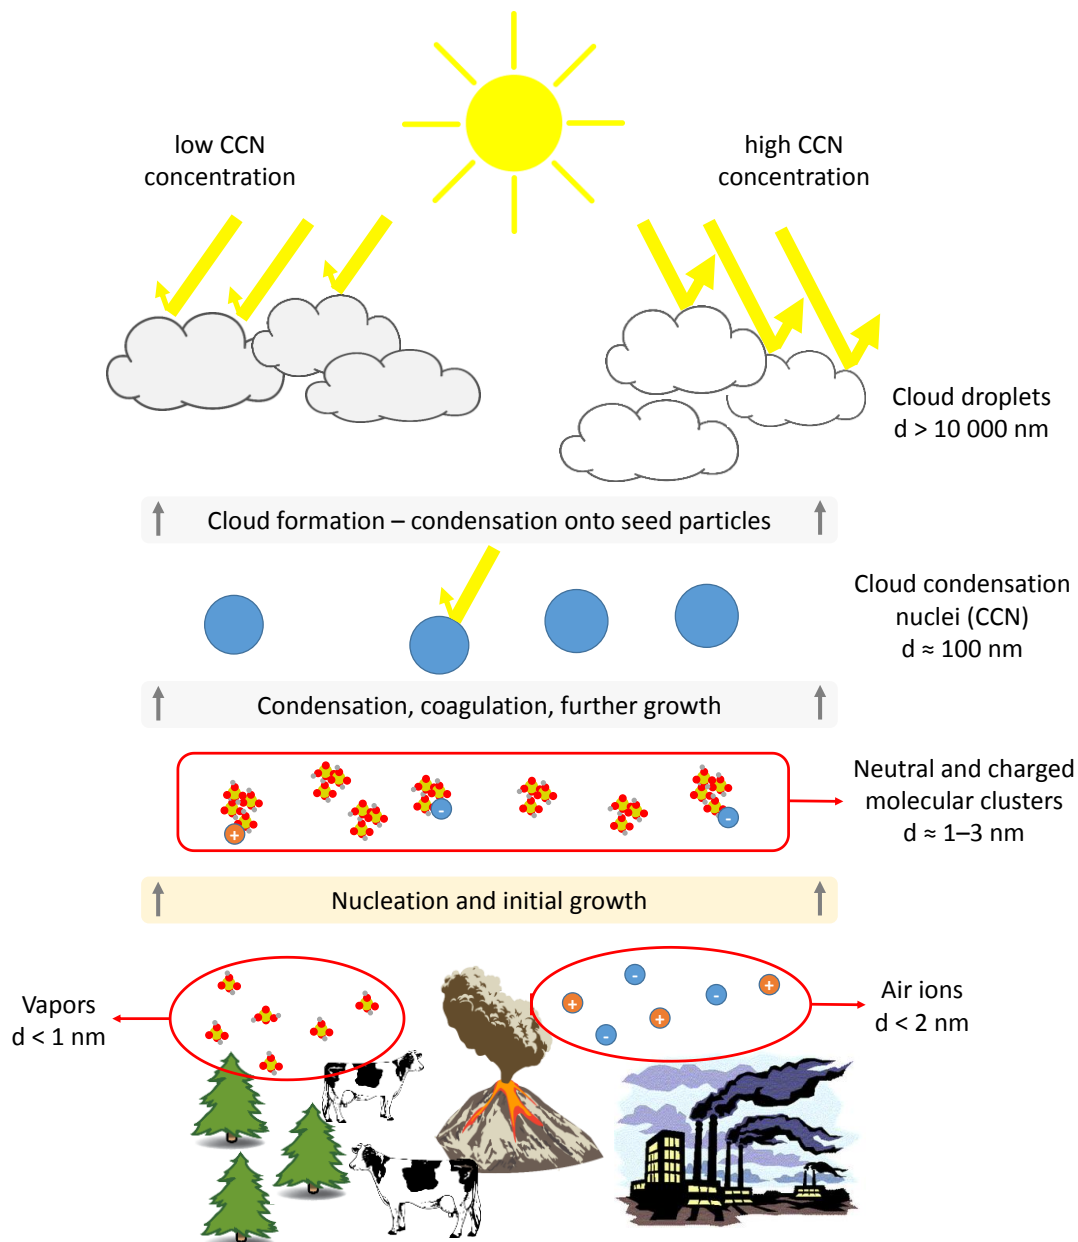 low CCN
concentration
high CCN
concentration
Cloud droplets
d > 10 000 nm
Cloud formation – condensation onto seed particles
Cloud condensation
nuclei (CCN)
d ≈ 100 nm
Condensation, coagulation, further growth
Neutral and charged
molecular clusters
d ≈ 1–3 nm
+
-
-
Nucleation and initial growth
Vapors
d < 1 nm
-
+
-
+
+
-
Air ions
d < 2 nm